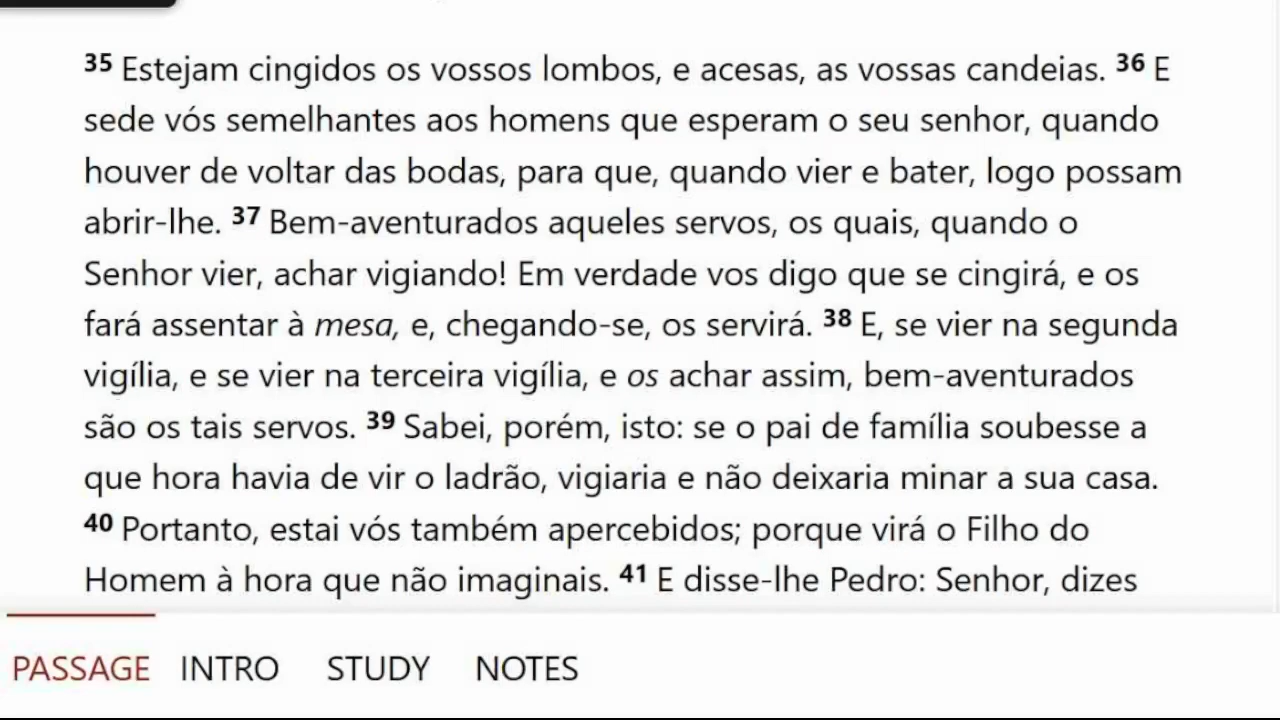 35 Estejam cingidos os vossos lombos, e acesas, as vossas candeias. 36 E
sede vós semelhantes aos homens que esperam o seu senhor, quando
houver de voltar das bodas, para que, quando vier e bater, logo possam
abrir-lhe. 37 Bem-aventurados aqueles servos, os quais, quando o
Senhor vier, achar vigiando! Em verdade vos digo que se cingirá, e os
fará assentar à mesa, e, chegando-se, os servirá. 38 E, se vier na segunda
vigília, e se vier na terceira vigília, e os achar assim, bem-aventurados
são os tais servos. 39 Sabei, porém, isto: se o pai de família soubesse a
que hora havia de vir o ladrão, vigiaria e não deixaria minar a sua casa.
40 Portanto, estai vós também apercebidos; porque virá o Filho do
Homem à hora que não imaginais. 41 E disse-lhe Pedro: Senhor, dizes
PASSAGE INTRO STUDY NOTES